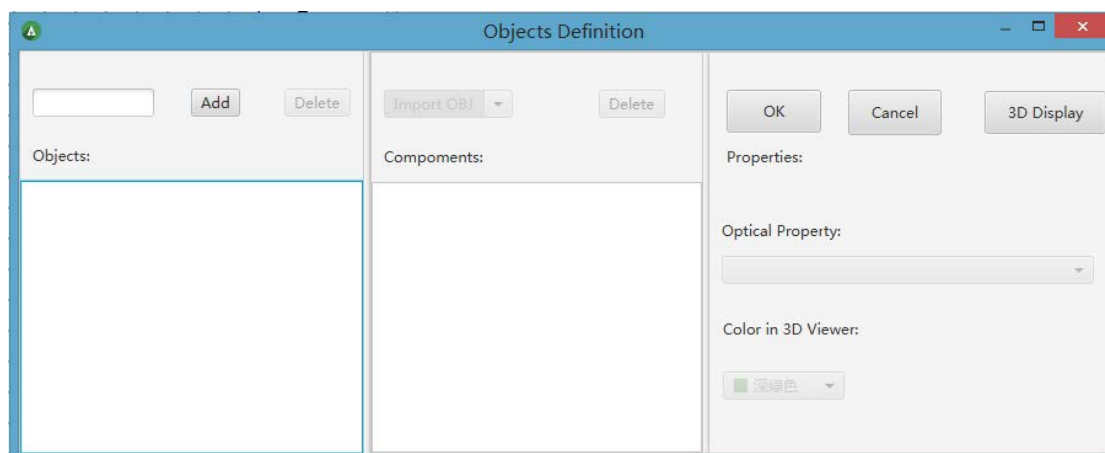 Objects Definition
Add
Delete
Import OBJ
Delete
OK
Cancel
3D Display
Objects:
Compoments:
Properties:
Optical Property:
Color in 3D Viewer:
深绿色